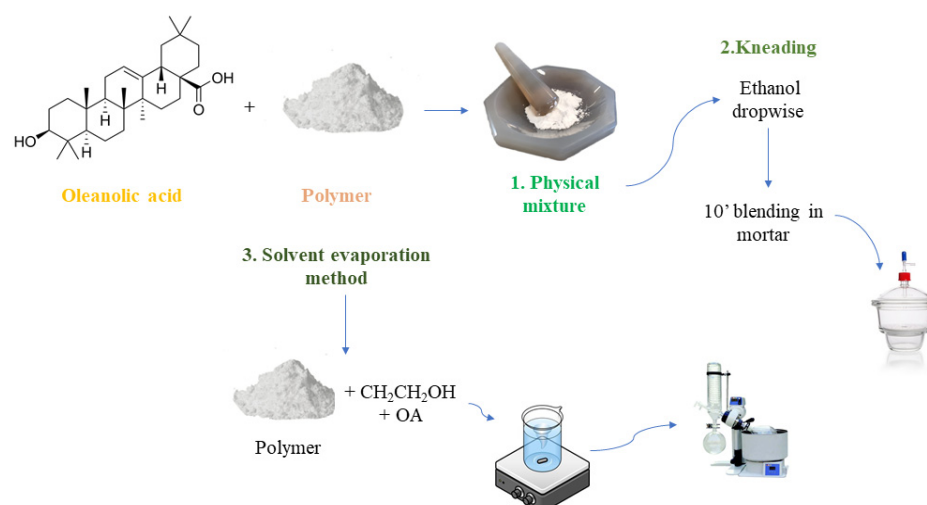 OH
O
H
H
H
HO
+
Oleanolic acid
Polymer
1. Physical
mixture
2.Kneading
Ethanol
dropwise
10’ blending in
mortar
3. Solvent evaporation
method
+ CH₂CH₂OH
+ OA
Polymer